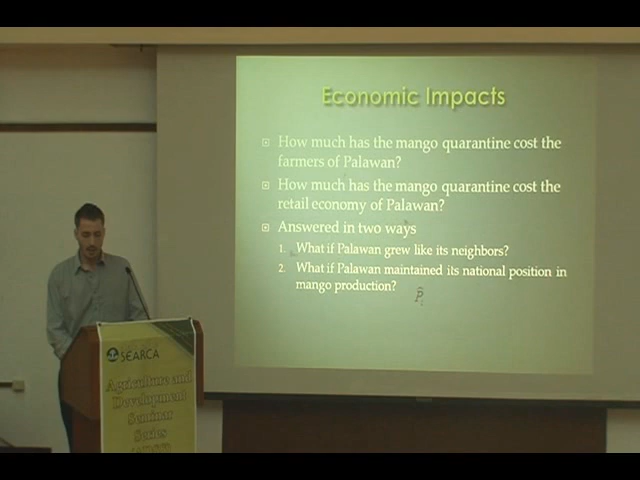 Economic Impacts
How much has the mango quarantine cost the
farmers of Palawan?
How much has the mango quarantine cost the
retail economy of Palawan?
Answered in two ways
1. What if Palawan grew like its neighbors?
2. What if Palawan maintained its national position in
mango production?
SEARCA
Agriculture and
Development
Seminar
Series